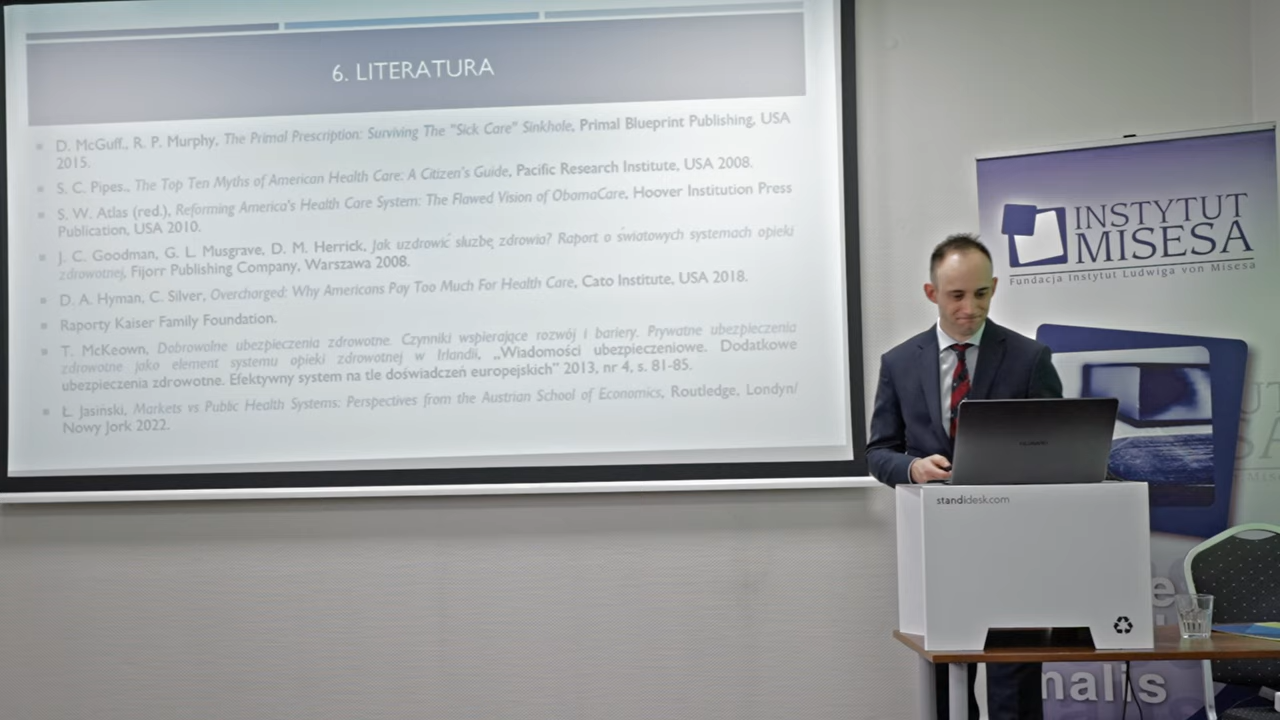 6. LITERATURA
D. McGuff., R. P. Murphy, The Primal Prescription: Surviving The "Sick Care" Sinkhole, Primal Blueprint Publishing, USA
2015.
S. C. Pipes., The Top Ten Myths of American Health Care: A Citizen's Guide, Pacific Research Institute, USA 2008.
S. W. Atlas (red.), Reforming America's Health Care System: The Flawed Vision of ObamaCare, Hoover Institution Press
Publication, USA 2010.
J. C. Goodman, G. L. Musgrave, D. M. Herrick, Jak uzdrowić służbę zdrowia? Raport o światowych systemach opieki
zdrowotnej, Fijorr Publishing Company, Warszawa 2008.
D. A. Hyman, C. Silver, Overcharged: Why Americans Pay Too Much For Health Care, Cato Institute, USA 2018.
Raporty Kaiser Family Foundation.
T. McKeown, Dobrowolne ubezpieczenia zdrowotne. Czynniki wspierające rozwój i bariery. Prywatne ubezpieczenia
zdrowotne jako element systemu opieki zdrowotnej w Irlandii, „Wiadomości ubezpieczeniowe. Dodatkowe
ubezpieczenia zdrowotne. Efektywny system na tle doświadczeń europejskich" 2013, nr 4, s. 81-85.
Ł. Jasiński, Markets vs Public Health Systems: Perspectives from the Austrian School of Economics, Routledge, Londyn/
Nowy Jork 2022.
INSTYTUT
MISESA
Fundacja Instytut Ludwiga von Misesa
standidesk.com
nalis